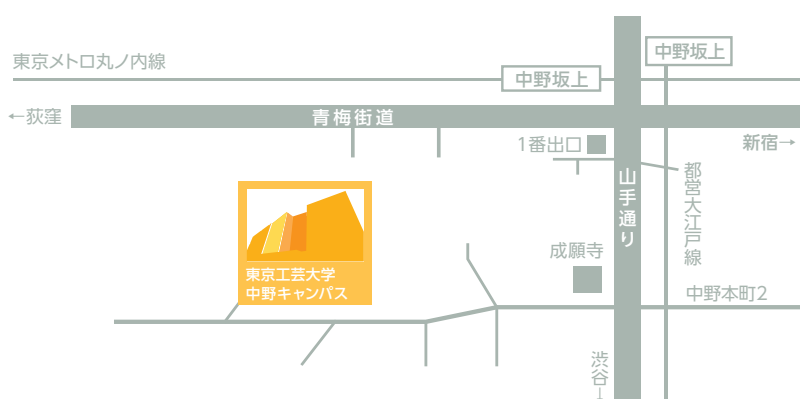 中野坂上
東京メトロ丸ノ内線
中野坂上
←荻窪
青梅街道
1番出口
新宿→
山手通り
都営大江戸線
成願寺
東京工芸大学
中野キャンパス
中野本町2
渋谷→